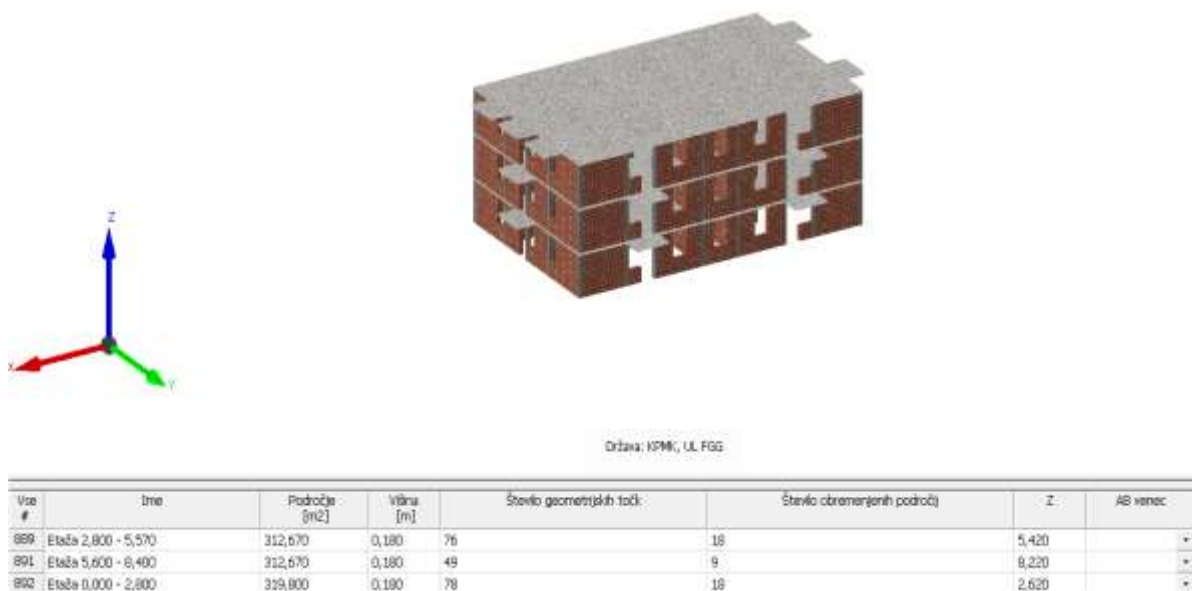 Z
X
Y
Država: KPMK, UL FGG
Vse # Ime Področje [m2] Višina [m] Število geometrijskih točk Število obremenjenih področij Z AB venec
889 Etaža 2,800 - 5,570 312,670 0,180 76 18 5,420
891 Etaža 5,600 - 8,400 312,670 0,180 49 9 8,220
892 Etaža 0,000 - 2,800 319,800 0,180 78 18 2,620